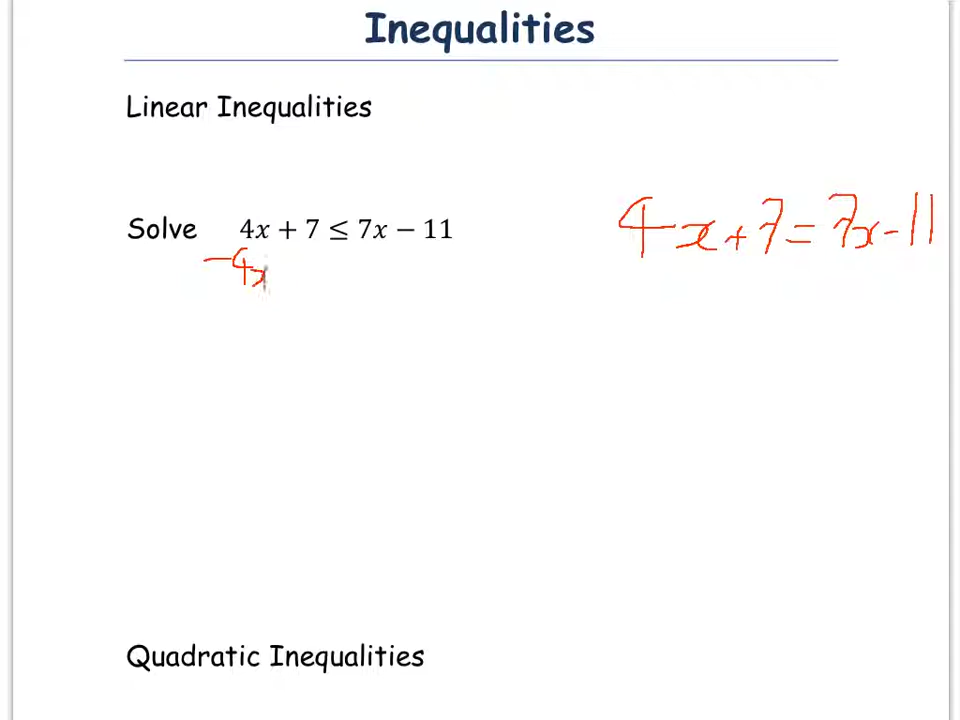 Inequalities
Linear Inequalities
Solve 4x + 7 ≤ 7x − 11
4x+7=7x-11
-4x
Quadratic Inequalities